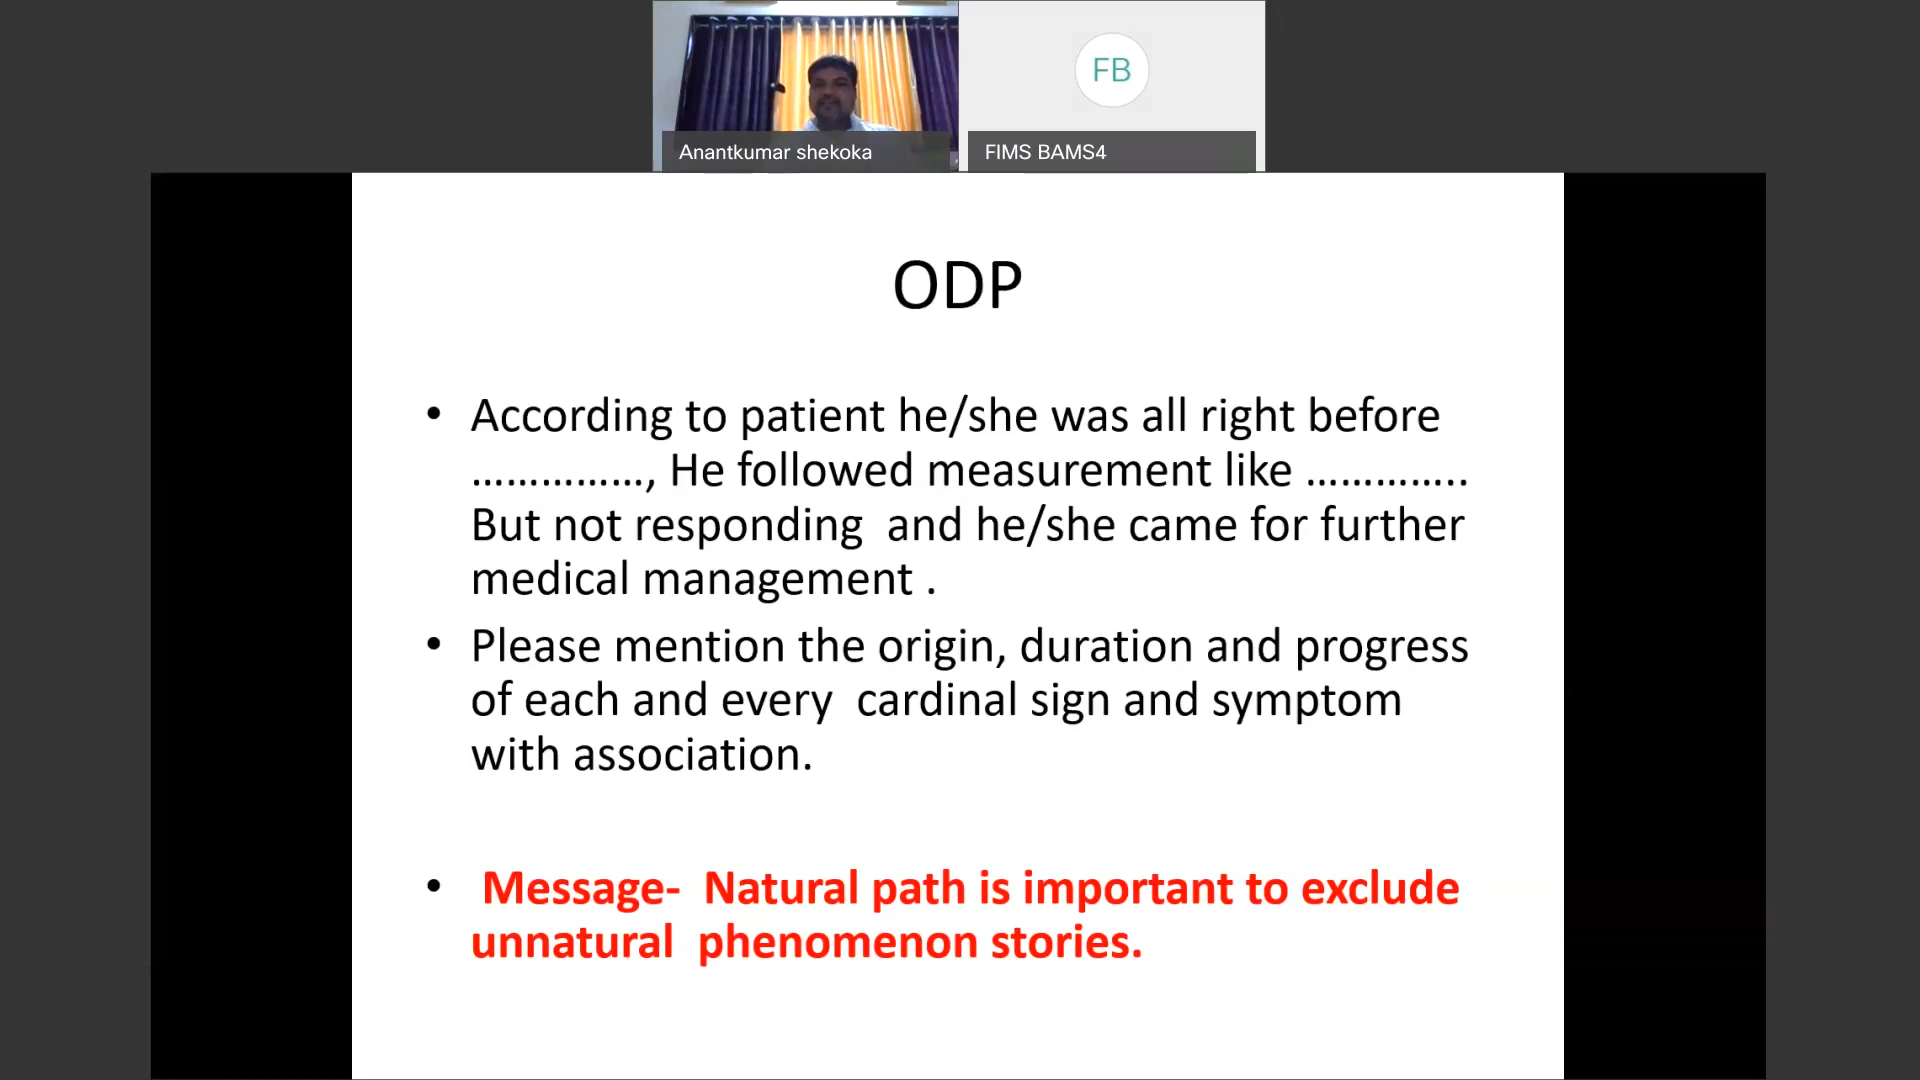 FB
Anantkumar shekoka
FIMS BAMS4
ODP
• According to patient he/she was all right before
……………, He followed measurement like …………..
But not responding and he/she came for further
medical management .
• Please mention the origin, duration and progress
of each and every cardinal sign and symptom
with association.
• Message- Natural path is important to exclude
unnatural phenomenon stories.